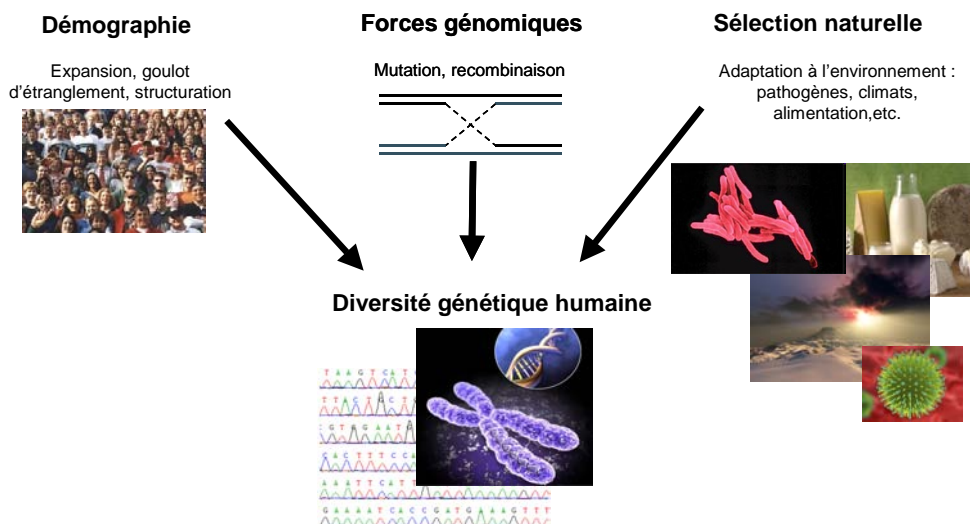 Démographie
Expansion, goulot
d'étranglement, structuration
Forces génomiques
Mutation, recombinaison
Sélection naturelle
Adaptation à l'environnement :
pathogènes, climats,
alimentation,etc.
Diversité génétique humaine
T A A G T C A T
T T A C T G C T
C G T G G A A T G
C A C T T T C C A
A A A T T C A T T
G A A A A T C A C C G A T G A A A G T T T